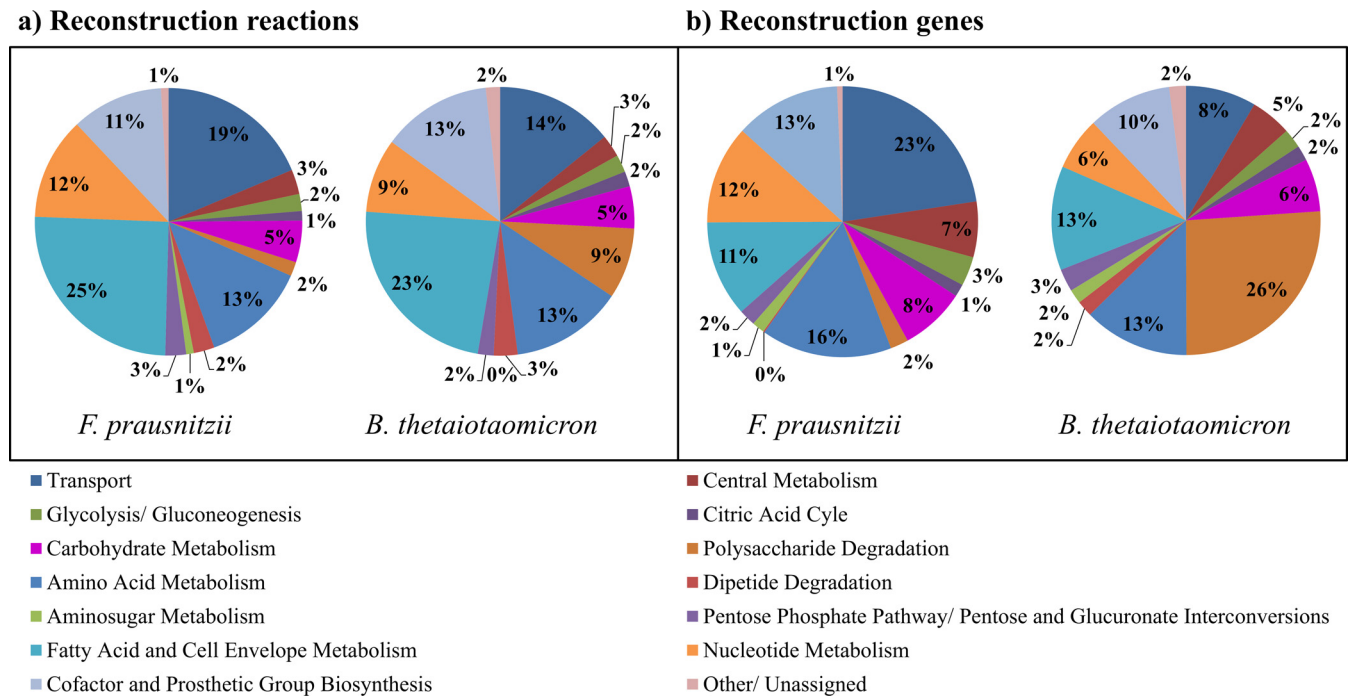 a) Reconstruction reactions
b) Reconstruction genes
1%
19%
3%
2%
1%
5%
2%
13%
2%
1%
3%
25%
12%
11%
F. prausnitzii
2%
14%
3%
2%
2%
5%
9%
13%
3%
0%
2%
23%
9%
13%
B. thetaiotaomicron
1%
23%
7%
3%
1%
8%
2%
16%
0%
1%
2%
11%
12%
13%
F. prausnitzii
2%
8%
5%
2%
2%
6%
26%
13%
2%
2%
3%
13%
6%
10%
B. thetaiotaomicron
Transport
Central Metabolism
Glycolysis/ Gluconeogenesis
Citric Acid Cyle
Carbohydrate Metabolism
Polysaccharide Degradation
Amino Acid Metabolism
Dipetide Degradation
Aminosugar Metabolism
Pentose Phosphate Pathway/ Pentose and Glucuronate Interconversions
Fatty Acid and Cell Envelope Metabolism
Nucleotide Metabolism
Cofactor and Prosthetic Group Biosynthesis
Other/ Unassigned